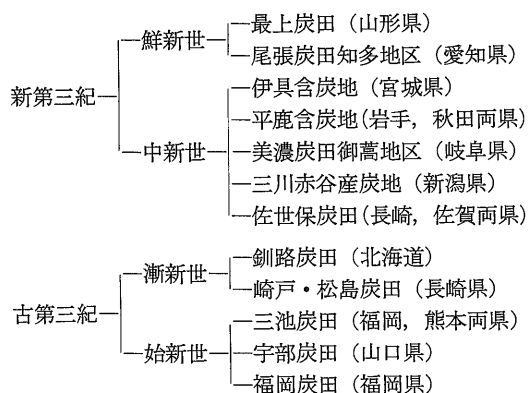 新第三紀
鮮新世
最上炭田（山形県）
尾張炭田知多地区（愛知県）
中新世
伊具含炭地（宮城県）
平鹿含炭地（岩手，秋田両県）
美濃炭田御嵩地区（岐阜県）
三川赤谷産炭地（新潟県）
佐世保炭田（長崎，佐賀両県）
古第三紀
漸新世
釧路炭田（北海道）
崎戸・松島炭田（長崎県）
始新世
三池炭田（福岡，熊本両県）
宇部炭田（山口県）
福岡炭田（福岡県）